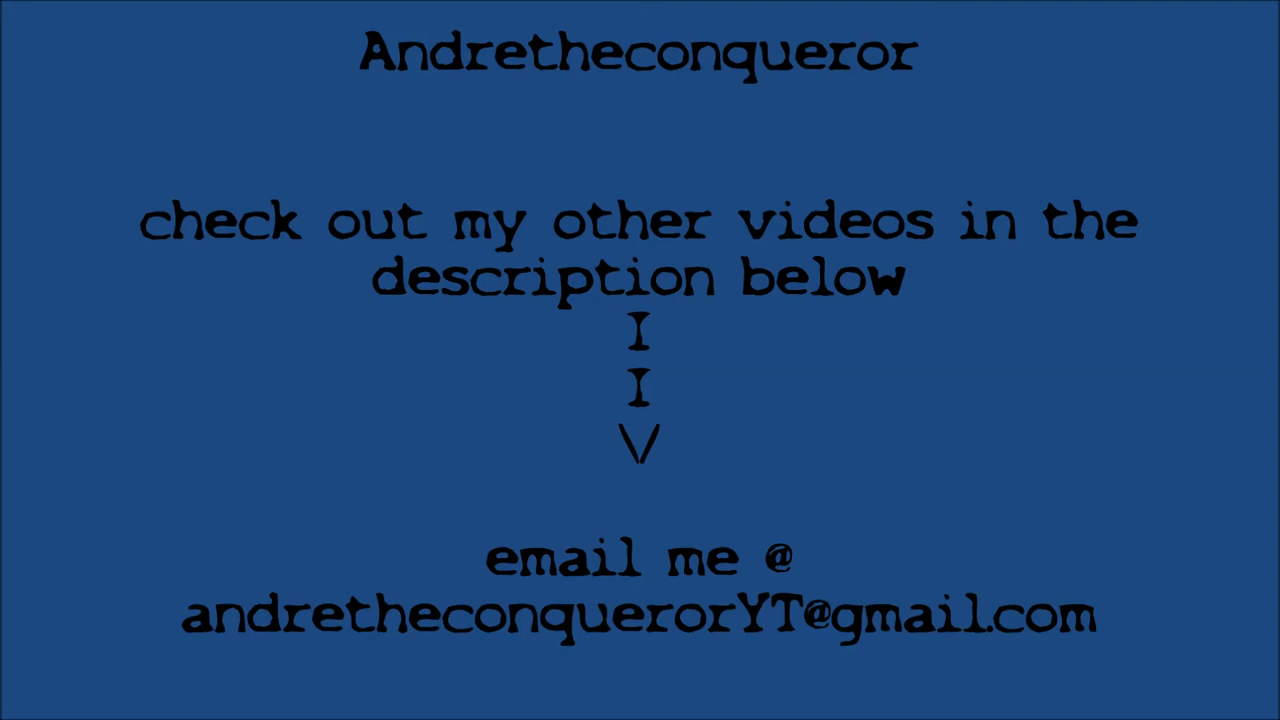 Andretheconqueror
check out my other videos in the
description below
I
I
\/
email me @
andretheconquerorYT@gmail.com